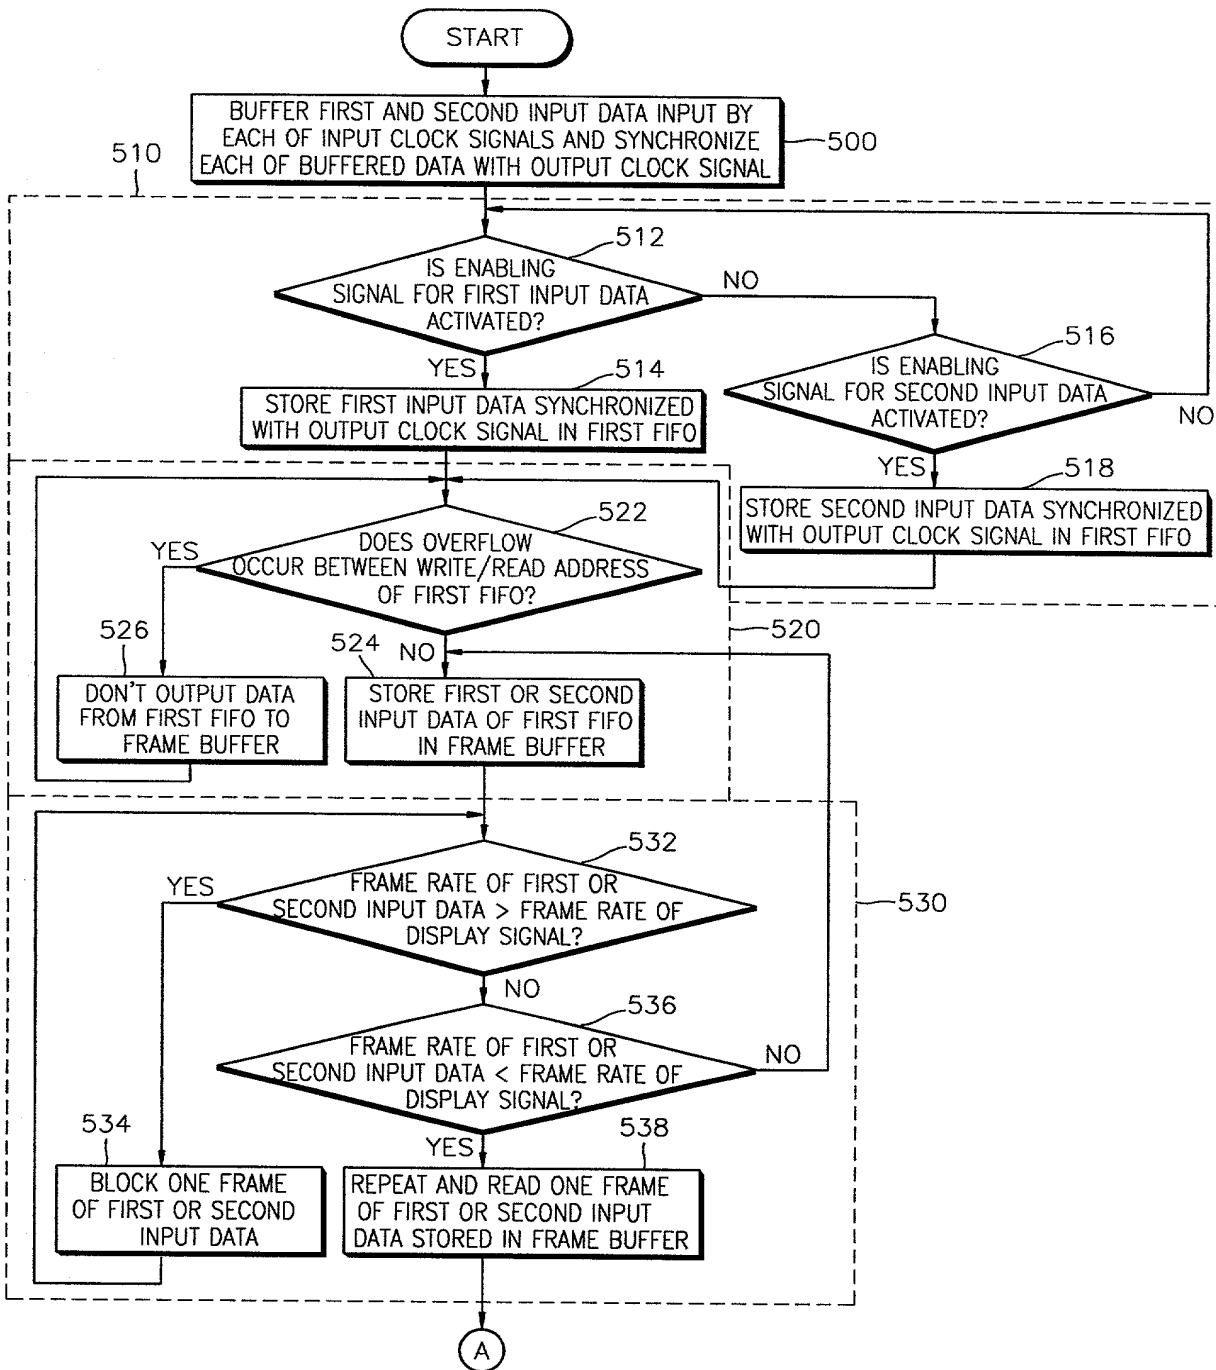 START
BUFFER FIRST AND SECOND INPUT DATA INPUT BY
EACH OF INPUT CLOCK SIGNALS AND SYNCHRONIZE
EACH OF BUFFERED DATA WITH OUTPUT CLOCK SIGNAL
500
510
512
IS ENABLING
SIGNAL FOR FIRST INPUT DATA
ACTIVATED?
NO
YES
516
IS ENABLING
SIGNAL FOR SECOND INPUT DATA
ACTIVATED?
NO
YES
514
STORE FIRST INPUT DATA SYNCHRONIZED
WITH OUTPUT CLOCK SIGNAL IN FIRST FIFO
518
STORE SECOND INPUT DATA SYNCHRONIZED
WITH OUTPUT CLOCK SIGNAL IN FIRST FIFO
522
DOES OVERFLOW
OCCUR BETWEEN WRITE/READ ADDRESS
OF FIRST FIFO?
YES
NO
520
526
DON'T OUTPUT DATA
FROM FIRST FIFO TO
FRAME BUFFER
524
STORE FIRST OR SECOND
INPUT DATA OF FIRST FIFO
IN FRAME BUFFER
532
FRAME RATE OF FIRST OR
SECOND INPUT DATA > FRAME RATE OF
DISPLAY SIGNAL?
YES
NO
530
536
FRAME RATE OF FIRST OR
SECOND INPUT DATA < FRAME RATE OF
DISPLAY SIGNAL?
NO
YES
534
BLOCK ONE FRAME
OF FIRST OR SECOND
INPUT DATA
538
REPEAT AND READ ONE FRAME
OF FIRST OR SECOND INPUT
DATA STORED IN FRAME BUFFER
A